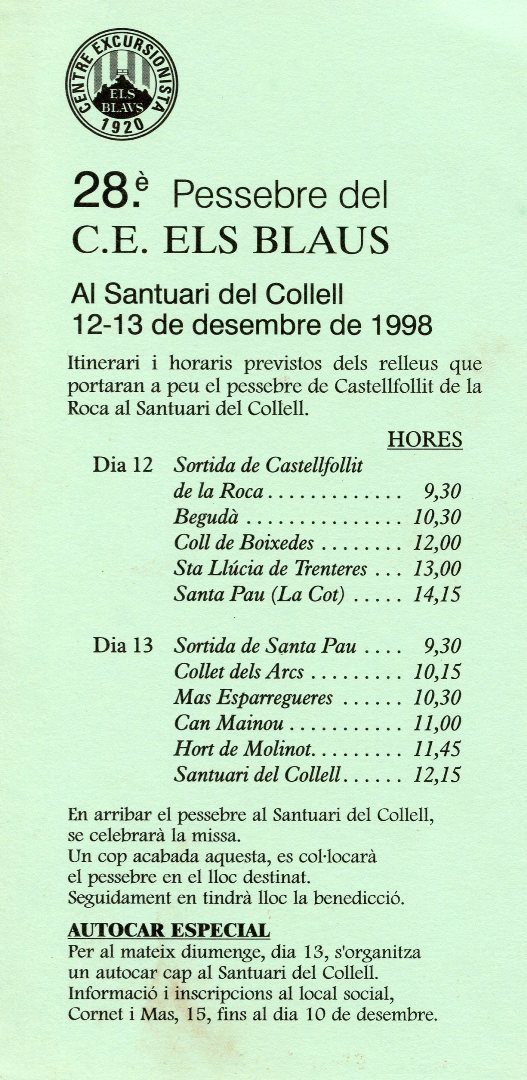 CENTRE EXCURSIONISTA
ELS
BLAVS
1920
28.è Pessebre del
C.E. ELS BLAUS
Al Santuari del Collell
12-13 de desembre de 1998
Itinerari i horaris previstos dels relleus que
portaran a peu el pessebre de Castellfollit de la
Roca al Santuari del Collell.
HORES
Dia 12 Sortida de Castellfollit
de la Roca.............. 9,30
Begudà ................ 10,30
Coll de Boixedes ........ 12,00
Sta Llúcia de Trenteres ... 13,00
Santa Pau (La Cot) ..... 14,15
Dia 13 Sortida de Santa Pau .... 9,30
Collet dels Arcs ......... 10,15
Mas Esparregueres ...... 10,30
Can Mainou ........... 11,00
Hort de Molinot......... 11,45
Santuari del Collell...... 12,15
En arribar el pessebre al Santuari del Collell,
se celebrarà la missa.
Un cop acabada aquesta, es col·locarà
el pessebre en el lloc destinat.
Seguidament en tindrà lloc la benedicció.
AUTOCAR ESPECIAL
Per al mateix diumenge, dia 13, s'organitza
un autocar cap al Santuari del Collell.
Informació i inscripcions al local social,
Cornet i Mas, 15, fins al dia 10 de desembre.